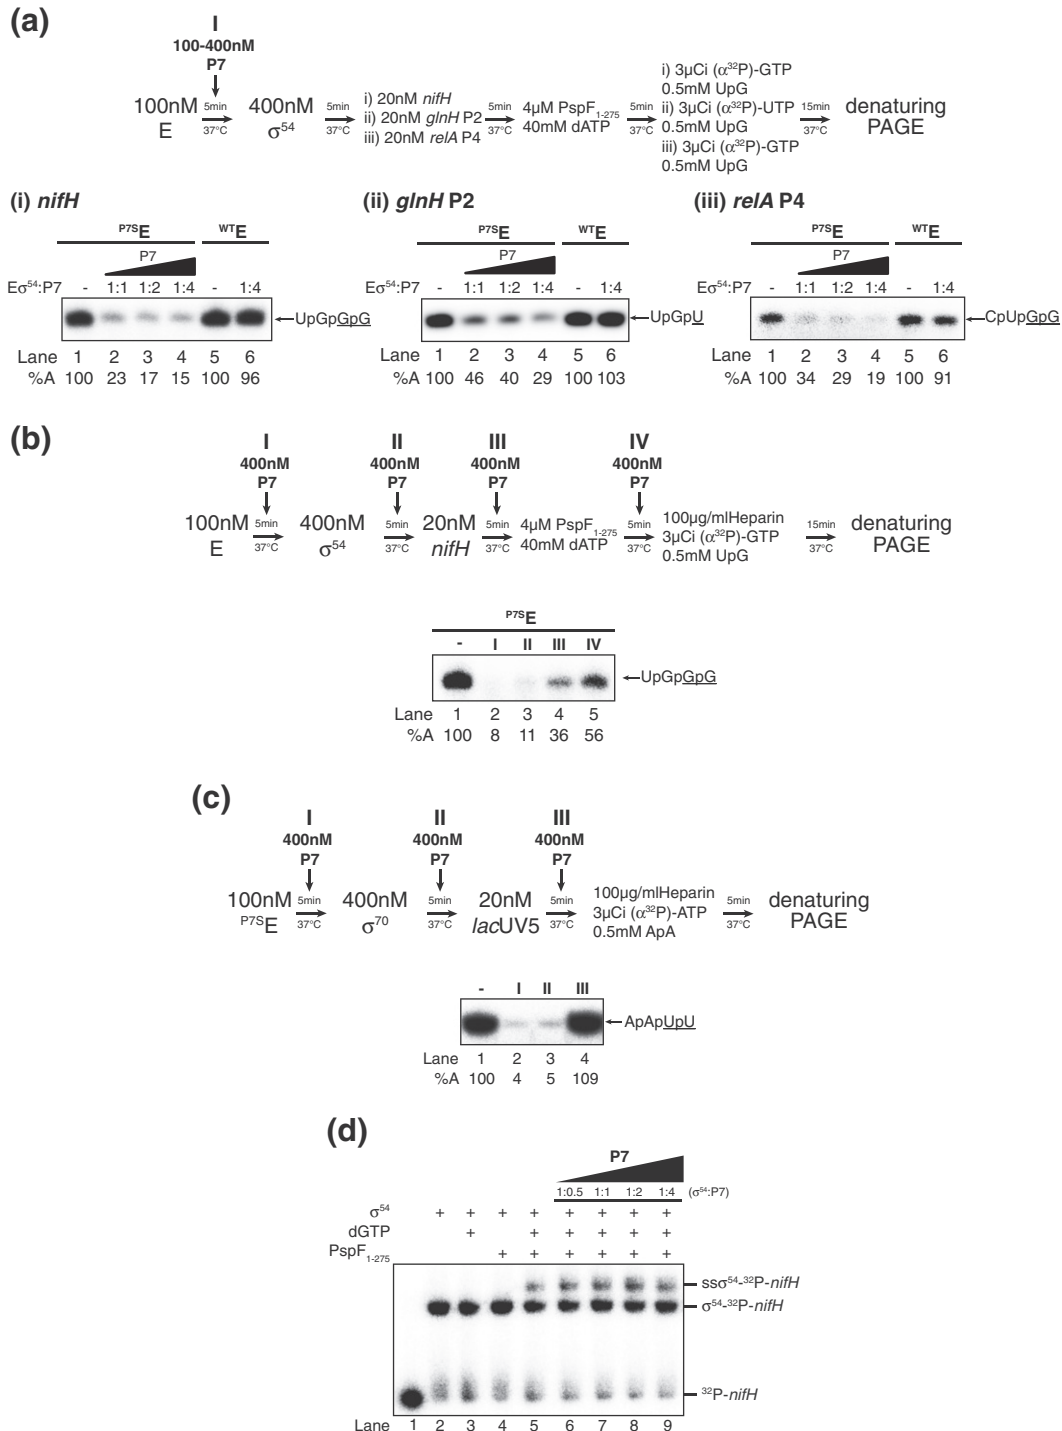 (a)
I
100-400nM
P7
100nM 5min 400nM 5min i) 20nM nifH 5min 4µM PspF1-275 5min i) 3µCi (α32P)-GTP 15min denaturing
E 37°C σ54 37°C ii) 20nM glnH P2 37°C 40mM dATP 37°C 0.5mM UpG 37°C PAGE
iii) 20nM relA P4 ii) 3µCi (α32P)-UTP
0.5mM UpG
iii) 3µCi (α32P)-GTP
0.5mM UpG
(i) nifH
P7SE WTE
P7
Eσ54:P7 - 1:1 1:2 1:4 - 1:4
UpGpGpG
Lane 1 2 3 4 5 6
%A 100 23 17 15 100 96
(ii) glnH P2
P7SE WTE
P7
Eσ54:P7 - 1:1 1:2 1:4 - 1:4
UpGpU
Lane 1 2 3 4 5 6
%A 100 46 40 29 100 103
(iii) relA P4
P7SE WTE
P7
Eσ54:P7 - 1:1 1:2 1:4 - 1:4
CpUpGpG
Lane 1 2 3 4 5 6
%A 100 34 29 19 100 91
(b)
I II III IV
400nM 400nM 400nM 400nM
P7 P7 P7 P7
100nM 5min 400nM 5min 20nM 5min 4µM PspF1-275 5min 100µg/mlHeparin 15min denaturing
E 37°C σ54 37°C nifH 37°C 40mM dATP 37°C 3µCi (α32P)-GTP 37°C PAGE
0.5mM UpG
P7SE
- I II III IV
UpGpGpG
Lane 1 2 3 4 5
%A 100 8 11 36 56
(c)
I II III
400nM 400nM 400nM
P7 P7 P7
100nM 5min 400nM 5min 20nM 5min 100µg/mlHeparin 5min denaturing
P7SE 37°C σ70 37°C lacUV5 37°C 3µCi (α32P)-ATP 37°C PAGE
0.5mM ApA
- I II III
ApApUpU
Lane 1 2 3 4
%A 100 4 5 109
(d)
P7
1:0.5 1:1 1:2 1:4 (σ54:P7)
σ54 + + + + + + + +
dGTP + + + + + +
PspF1-275 + + + + + +
ssσ54-32P-nifH
σ54-32P-nifH
32P-nifH
Lane 1 2 3 4 5 6 7 8 9